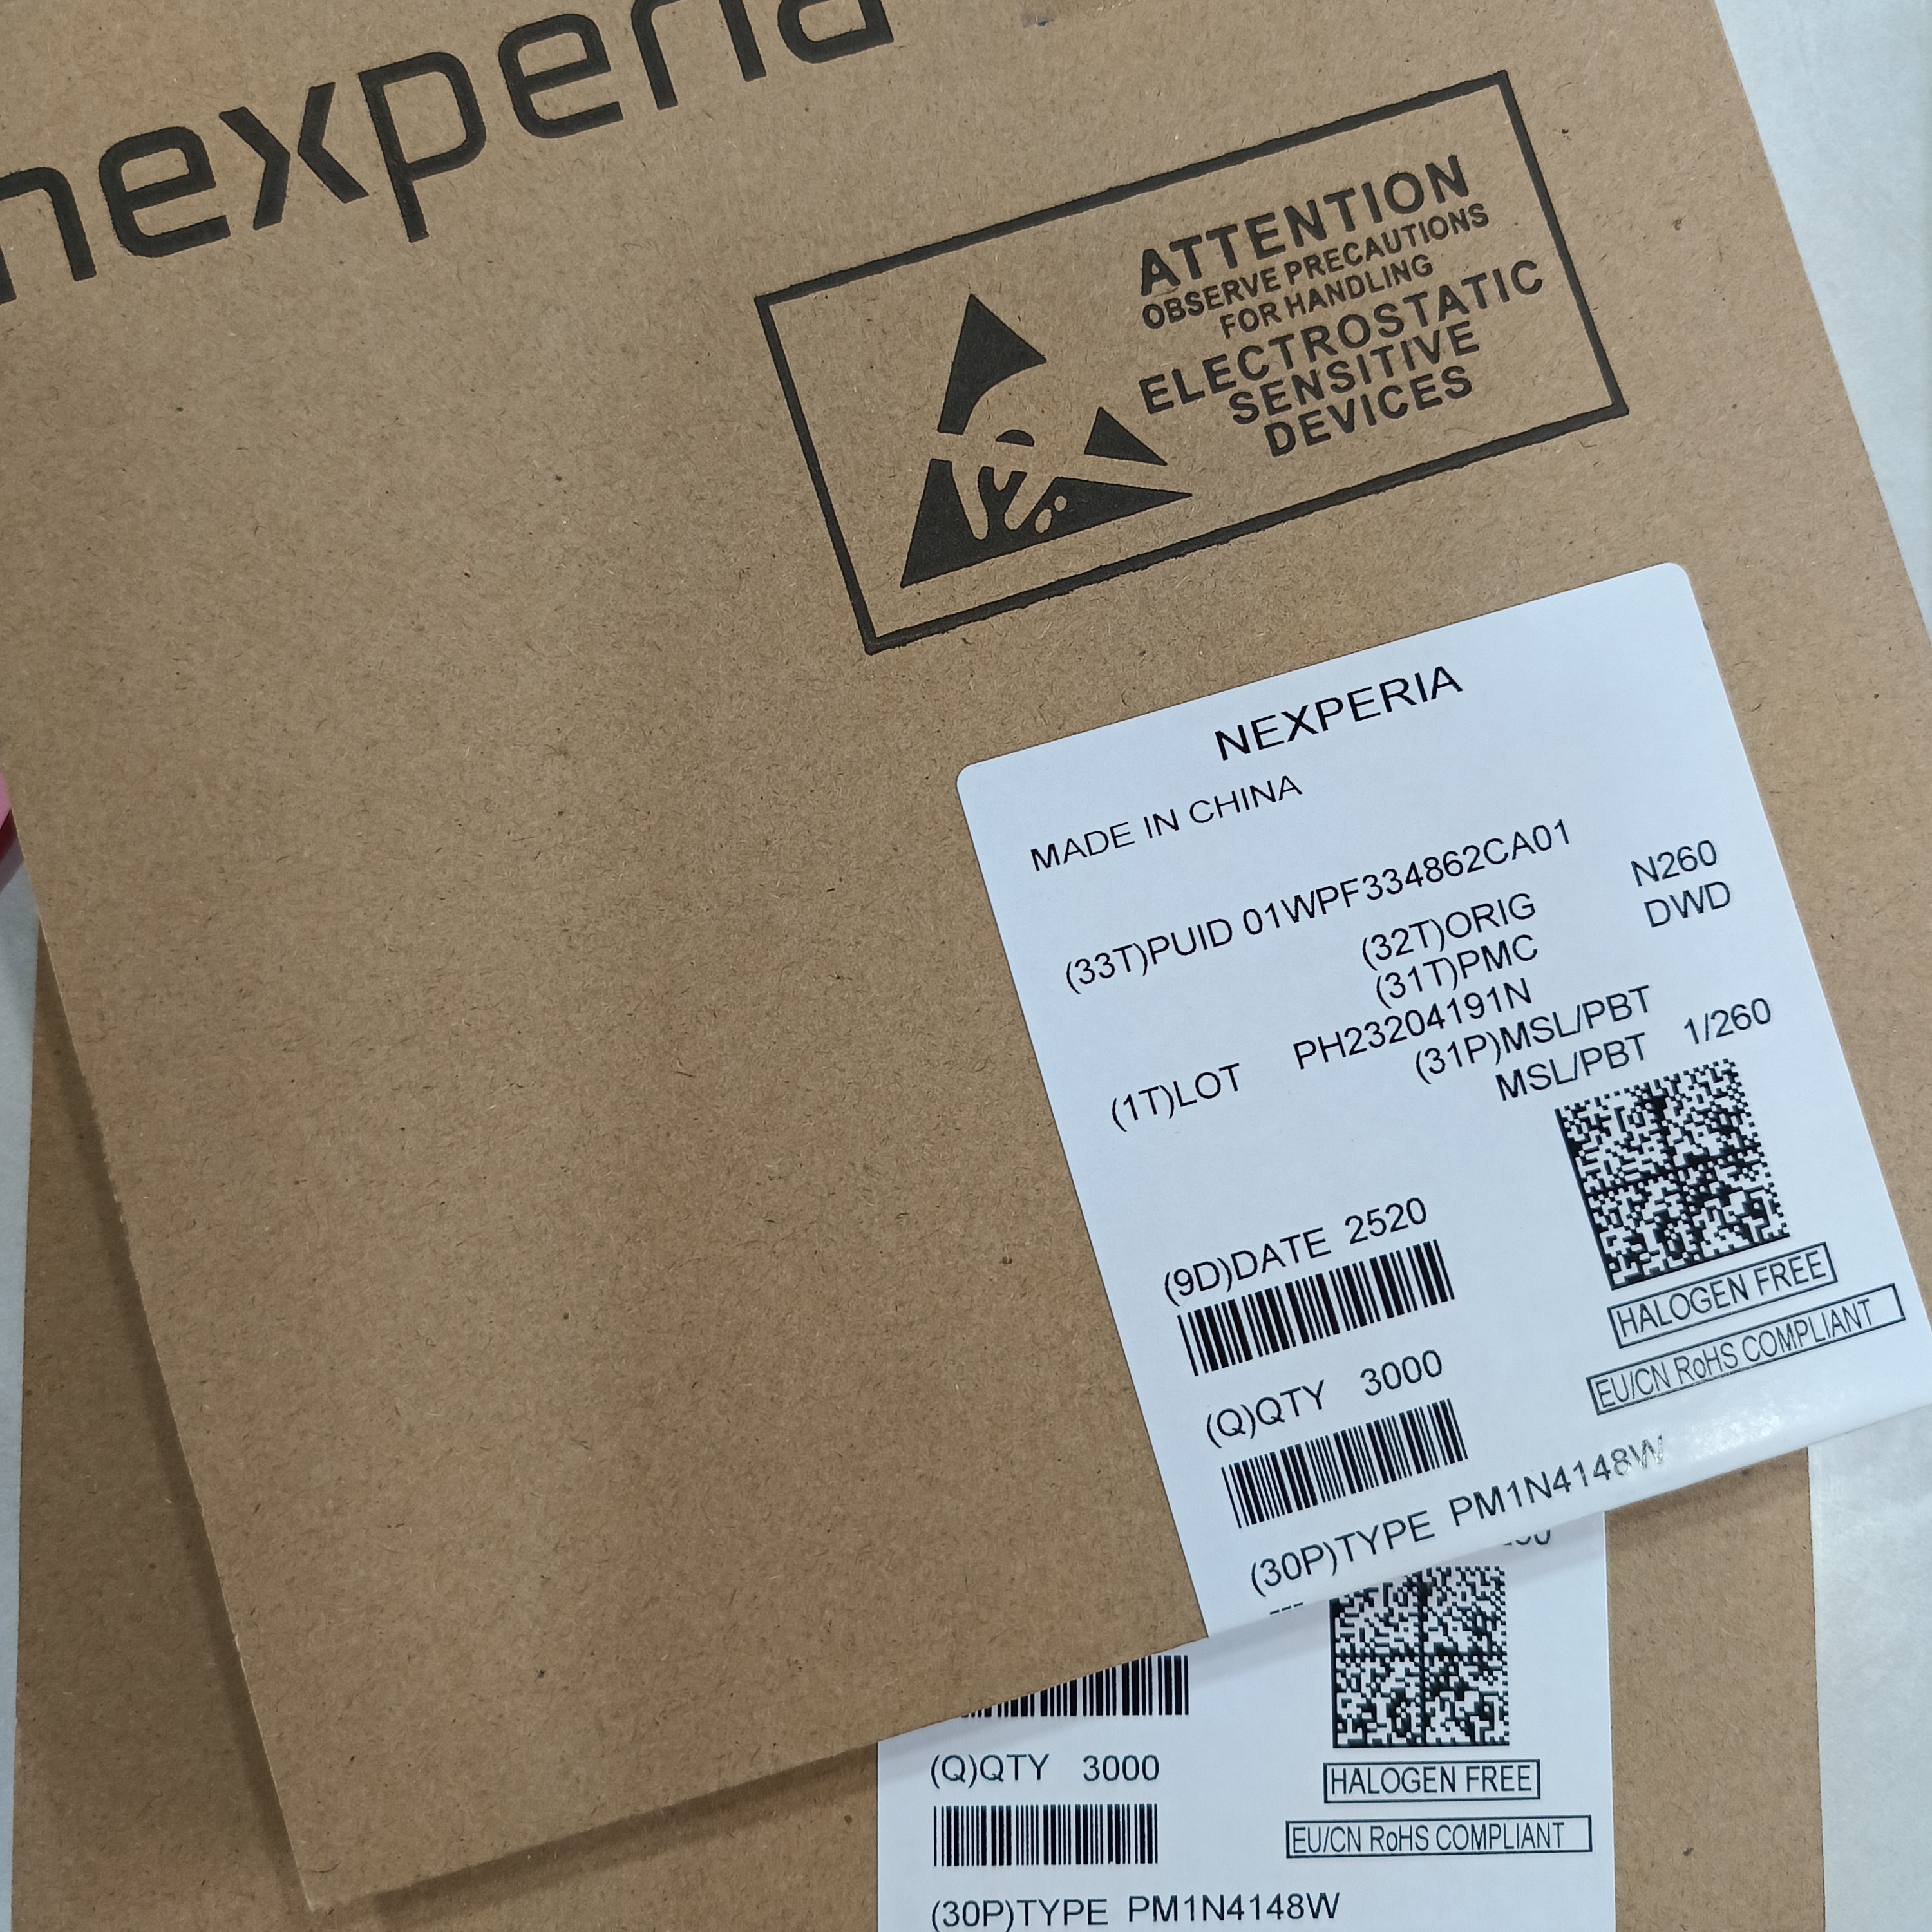 nexperia
ATTENTION
OBSERVE PRECAUTIONS
FOR HANDLING
ELECTROSTATIC
SENSITIVE
DEVICES
NEXPERIA
MADE IN CHINA
(33T)PUID 01WPF334862CA01
(32T)ORIG N260
(31T)PMC DWD
(1T)LOT PH23204191N
(31P)MSL/PBT
MSL/PBT 1/260
(9D)DATE 2520
HALOGEN FREE
(Q)QTY 3000
EU/CN RoHS COMPLIANT
(30P)TYPE PM1N4148W
---
(Q)QTY 3000
HALOGEN FREE
EU/CN RoHS COMPLIANT
(30P)TYPE PM1N4148W